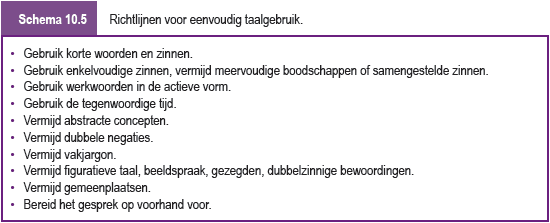 Schema 10.5 Richtlijnen voor eenvoudig taalgebruik.
• Gebruik korte woorden en zinnen.
• Gebruik enkelvoudige zinnen, vermijd meervoudige boodschappen of samengestelde zinnen.
• Gebruik werkwoorden in de actieve vorm.
• Gebruik de tegenwoordige tijd.
• Vermijd abstracte concepten.
• Vermijd dubbele negaties.
• Vermijd vakjargon.
• Vermijd figuratieve taal, beeldspraak, gezegden, dubbelzinnige bewoordingen.
• Vermijd gemeenplaatsen.
• Bereid het gesprek op voorhand voor.